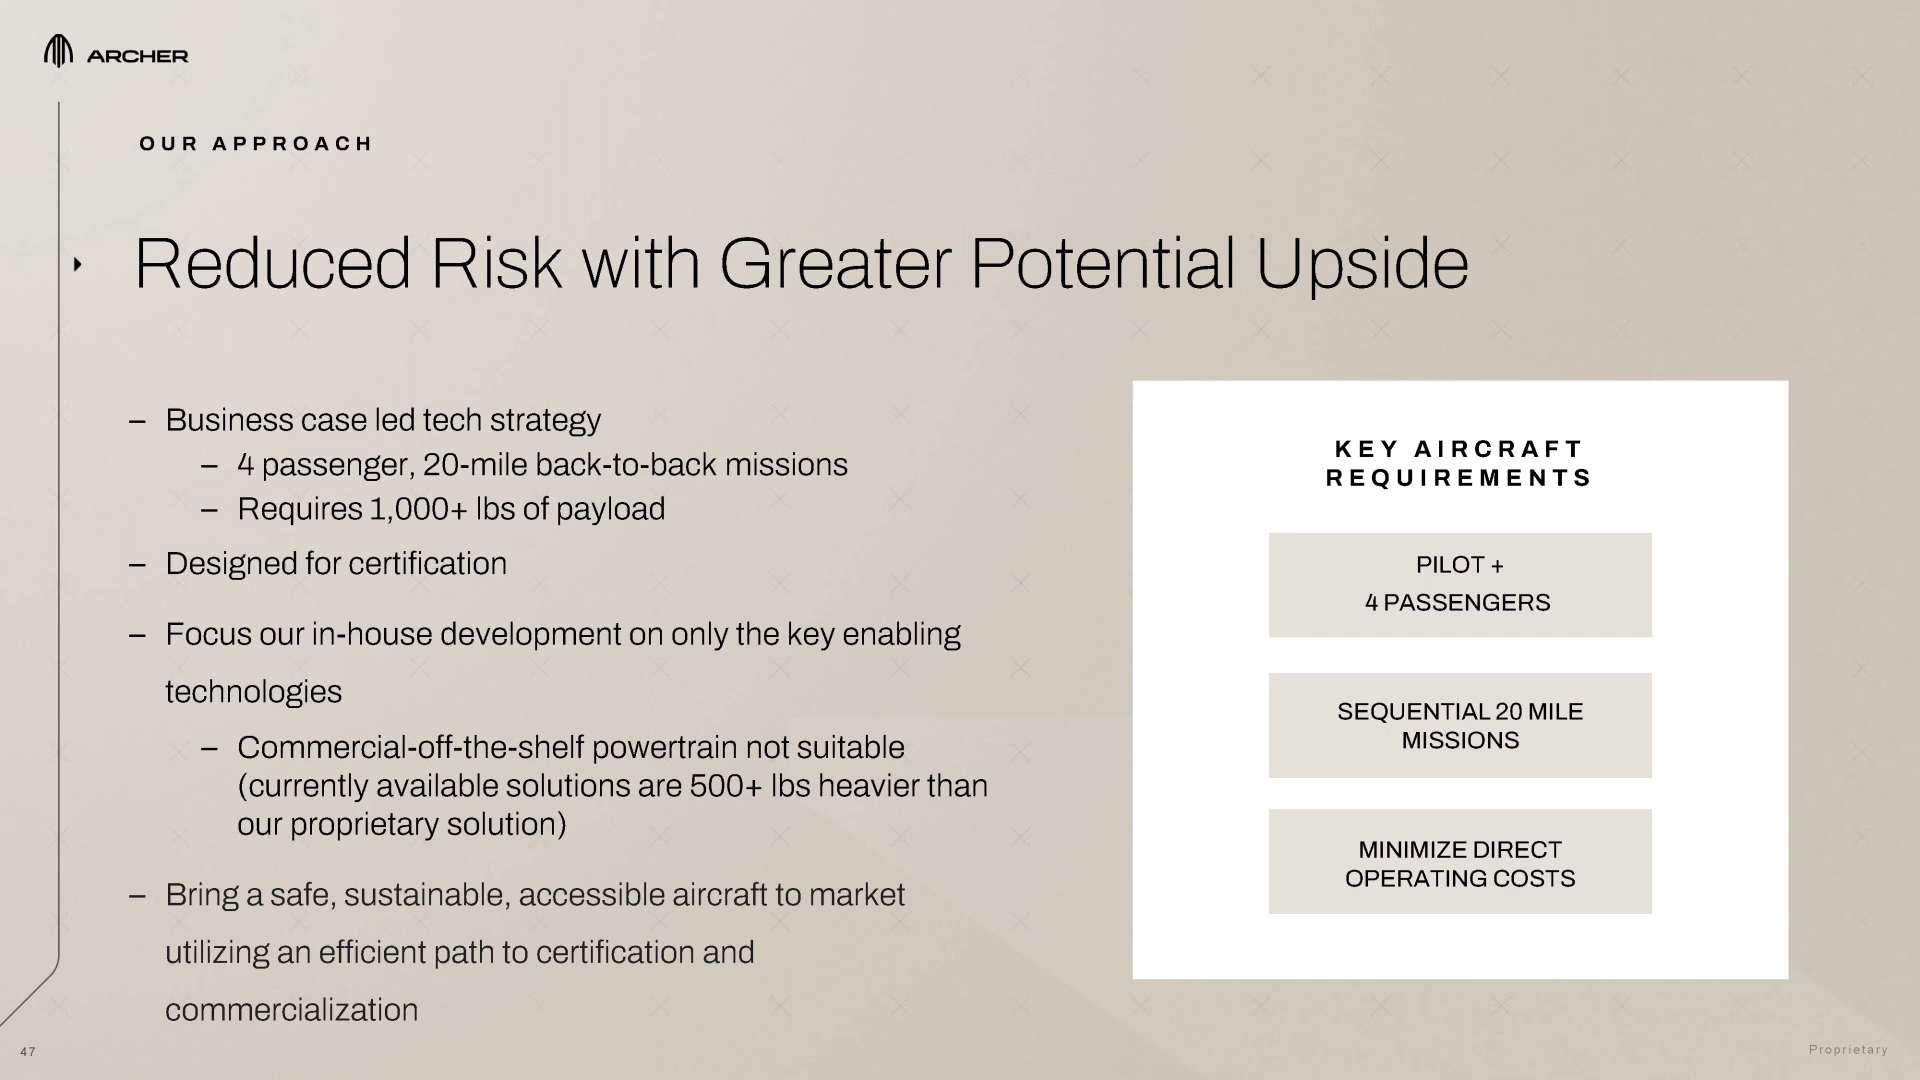 ARCHER
OUR APPROACH
Reduced Risk with Greater Potential Upside
– Business case led tech strategy
– 4 passenger, 20-mile back-to-back missions
– Requires 1,000+ lbs of payload
– Designed for certification
– Focus our in-house development on only the key enabling
technologies
– Commercial-off-the-shelf powertrain not suitable
(currently available solutions are 500+ lbs heavier than
our proprietary solution)
– Bring a safe, sustainable, accessible aircraft to market
utilizing an efficient path to certification and
commercialization
KEY AIRCRAFT
REQUIREMENTS
PILOT +
4 PASSENGERS
SEQUENTIAL 20 MILE
MISSIONS
MINIMIZE DIRECT
OPERATING COSTS
47
Proprietary